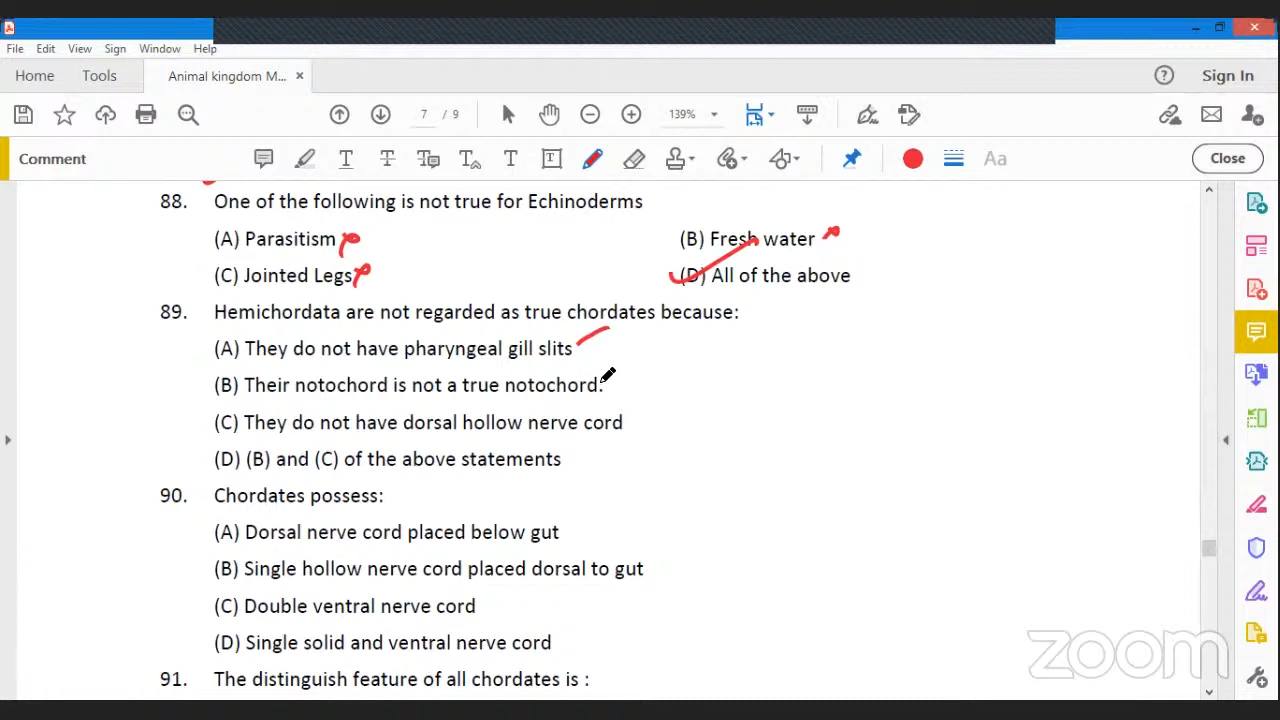 File Edit View Sign Window Help
Home Tools Animal kingdom M... × Sign In
7 / 9 139%
Comment Aa Close
88. One of the following is not true for Echinoderms
(A) Parasitism (B) Fresh water
(C) Jointed Legs (D) All of the above
89. Hemichordata are not regarded as true chordates because:
(A) They do not have pharyngeal gill slits
(B) Their notochord is not a true notochord.
(C) They do not have dorsal hollow nerve cord
(D) (B) and (C) of the above statements
90. Chordates possess:
(A) Dorsal nerve cord placed below gut
(B) Single hollow nerve cord placed dorsal to gut
(C) Double ventral nerve cord
(D) Single solid and ventral nerve cord
zoom
91. The distinguish feature of all chordates is :